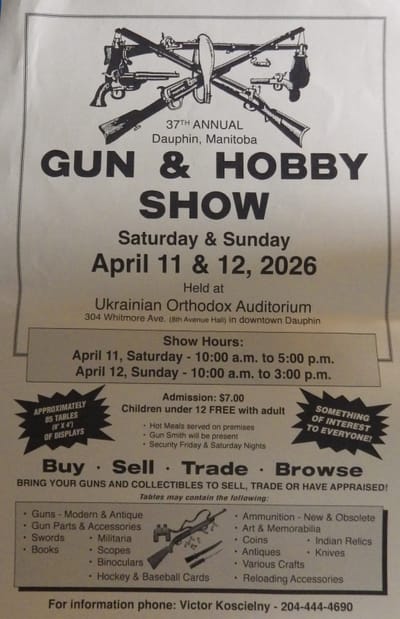 37TH ANNUAL
Dauphin, Manitoba
GUN & HOBBY
SHOW
Saturday & Sunday
April 11 & 12, 2026
Held at
Ukrainian Orthodox Auditorium
304 Whitmore Ave. (8th Avenue Hall) in downtown Dauphin
Show Hours:
April 11, Saturday - 10:00 a.m. to 5:00 p.m.
April 12, Sunday - 10:00 a.m. to 3:00 p.m.
APPROXIMATELY
85 TABLES
(8' X 4')
OF DISPLAYS
Admission: $7.00
Children under 12 FREE with adult
· Hot Meals served on premises
· Gun Smith will be present
· Security Friday & Saturday Nights
SOMETHING
OF INTEREST
TO EVERYONE!
Buy · Sell · Trade · Browse
BRING YOUR GUNS AND COLLECTIBLES TO SELL, TRADE OR HAVE APPRAISED!
Tables may contain the following:
· Guns - Modern & Antique
· Gun Parts & Accessories
· Swords · Militaria
· Books · Scopes
· Binoculars
· Hockey & Baseball Cards
· Ammunition - New & Obsolete
· Art & Memorabilia
· Coins · Indian Relics
· Antiques · Knives
· Various Crafts
· Reloading Accessories
For information phone: Victor Koscielny - 204-444-4690